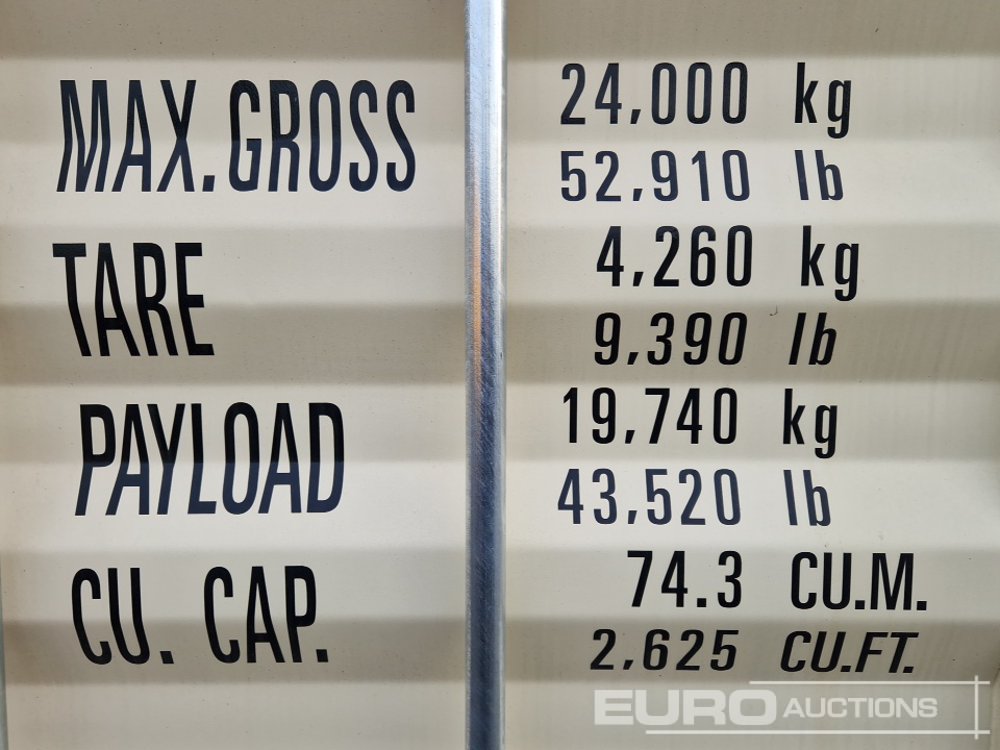 MAX.GROSS 24,000 kg
52,910 lb
TARE 4,260 kg
9,390 lb
PAYLOAD 19,740 kg
43,520 lb
CU. CAP. 74.3 CU.M.
2,625 CU.FT.
EURO AUCTIONS